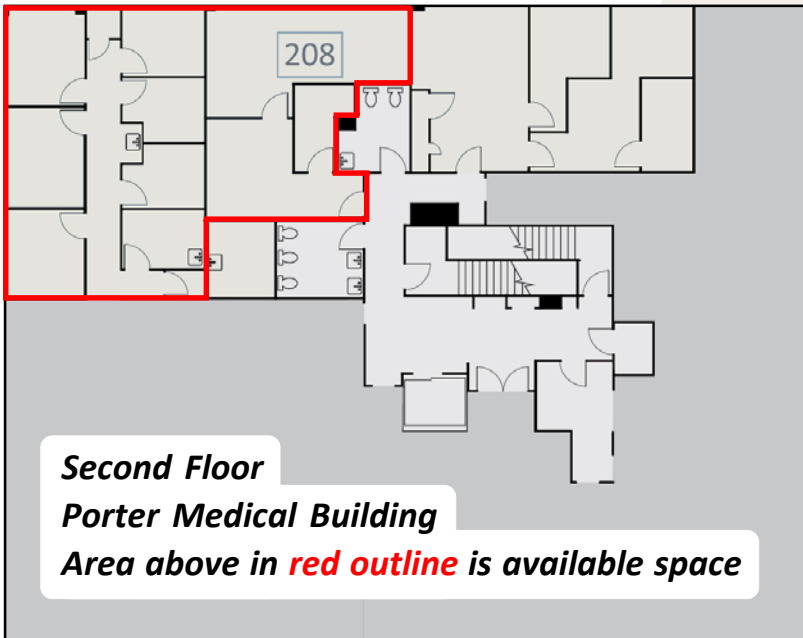 208
Second Floor
Porter Medical Building
Area above in red outline is available space